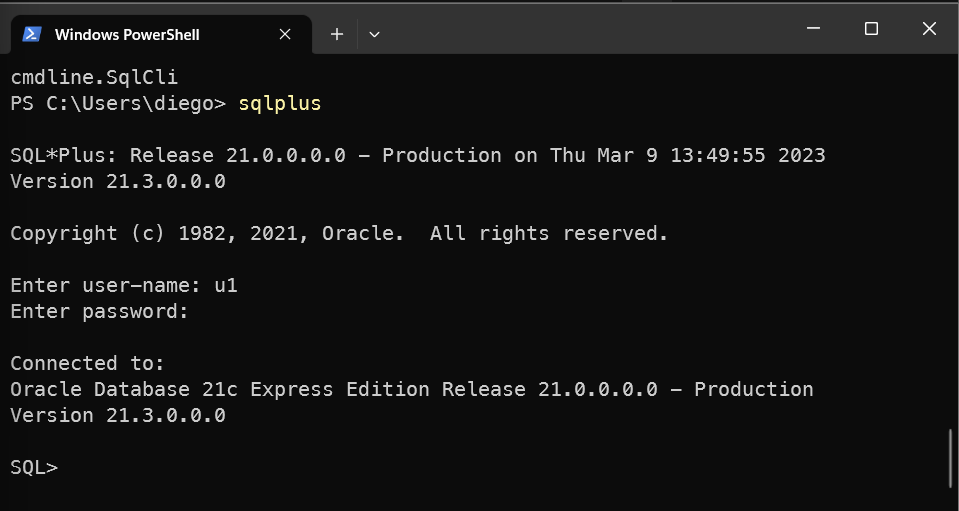 Windows PowerShell
cmdline.SqlCli
PS C:\Users\diego> sqlplus
SQL*Plus: Release 21.0.0.0.0 - Production on Thu Mar 9 13:49:55 2023
Version 21.3.0.0.0
Copyright (c) 1982, 2021, Oracle.  All rights reserved.
Enter user-name: u1
Enter password:
Connected to:
Oracle Database 21c Express Edition Release 21.0.0.0.0 - Production
Version 21.3.0.0.0
SQL>